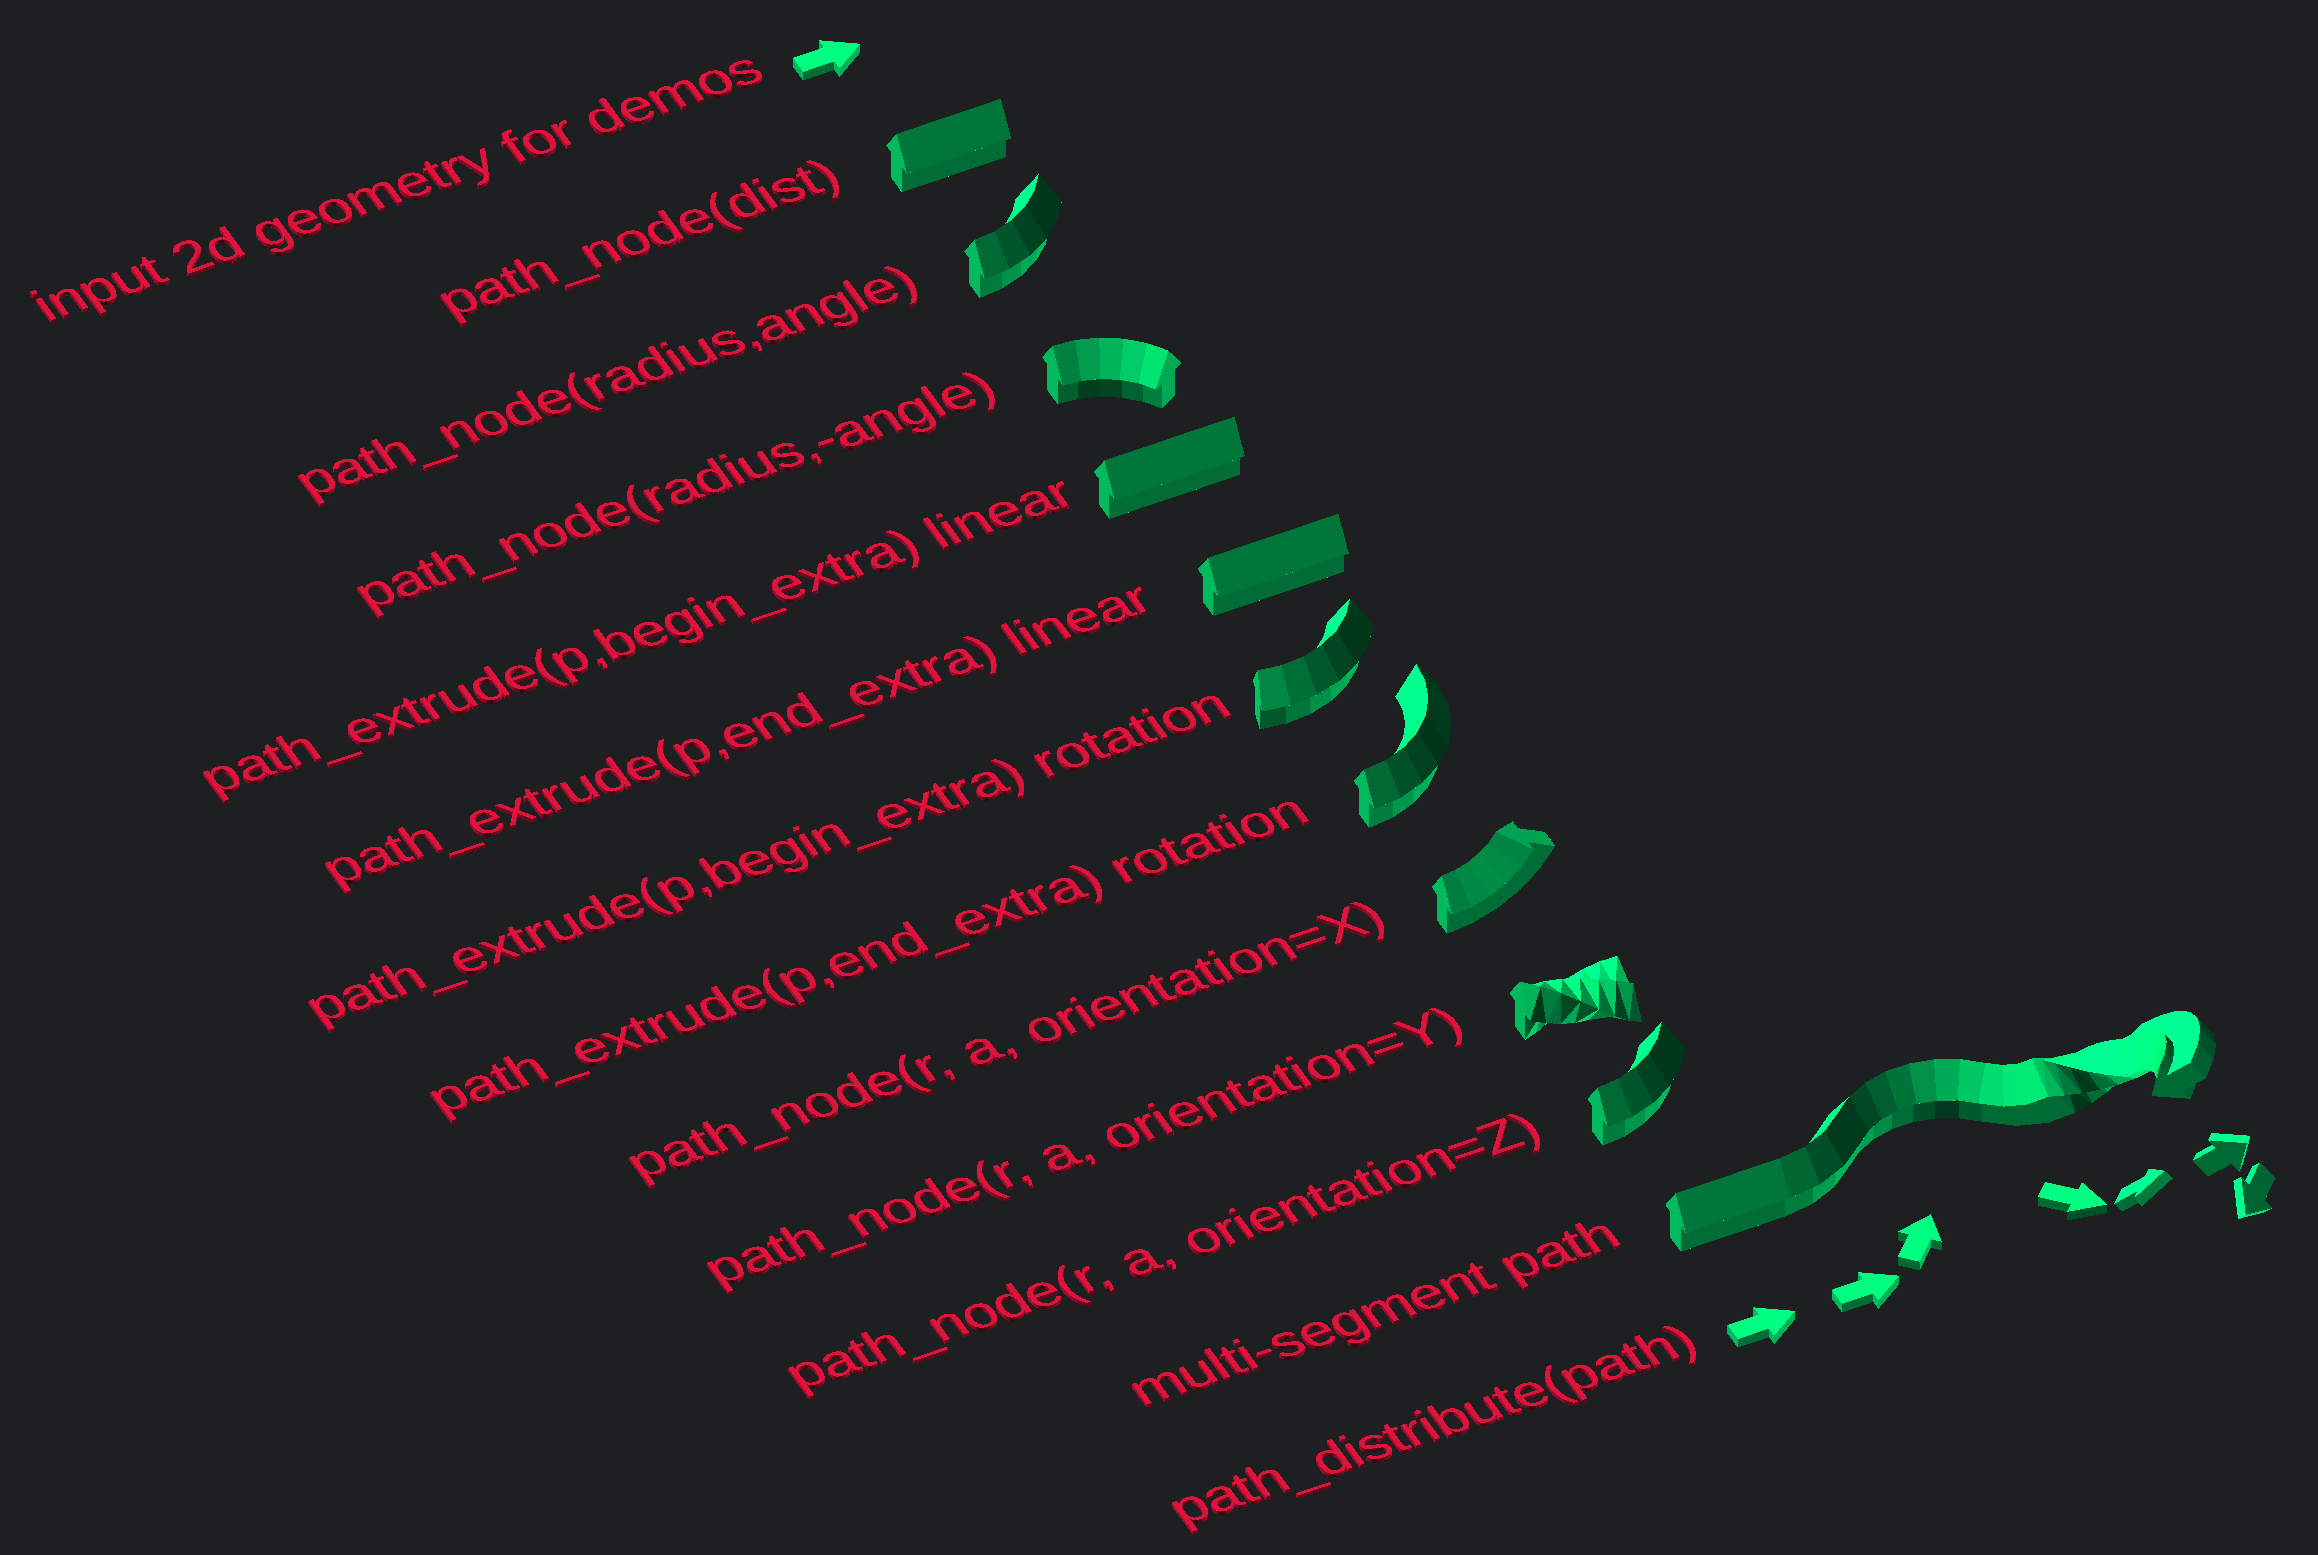 input 2d geometry for demos
path_node(dist)
path_node(radius,angle)
path_node(radius,-angle)
path_extrude(p,begin_extra) linear
path_extrude(p,end_extra) linear
path_extrude(p,begin_extra) rotation
path_extrude(p,end_extra) rotation
path_node(r, a, orientation=X)
path_node(r, a, orientation=Y)
path_node(r, a, orientation=Z)
multi-segment path
path_distribute(path)